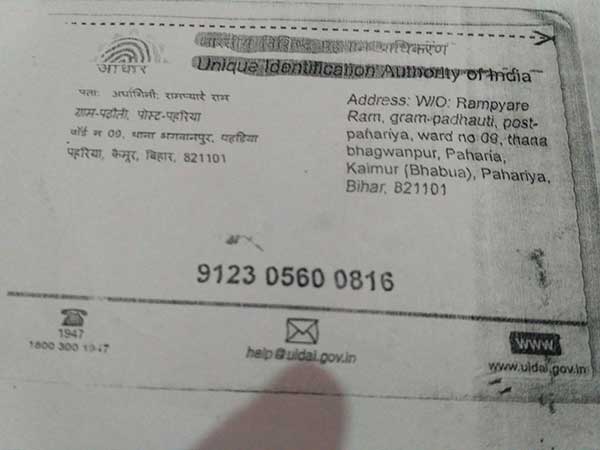 भारतीय विशिष्ट पहचान प्राधिकरण
आधार
Unique Identification Authority of India
पता: अर्धांगिनी: रामप्यारे राम
ग्राम-पढौती, पोस्ट-पहरिया
वॉर्ड न 09, थाना भगवानपुर, पहडिया
पहरिया, कैमुर, बिहार, 821101
Address: W/O: Rampyare
Ram, gram-padhauti, post-
pahariya, ward no 09, thana
bhagwanpur, Paharia,
Kaimur (Bhabua), Pahariya,
Bihar, 821101
9123 0560 0816
1947
1800 300 1947
help@uidai.gov.in
www
www.uidai.gov.in